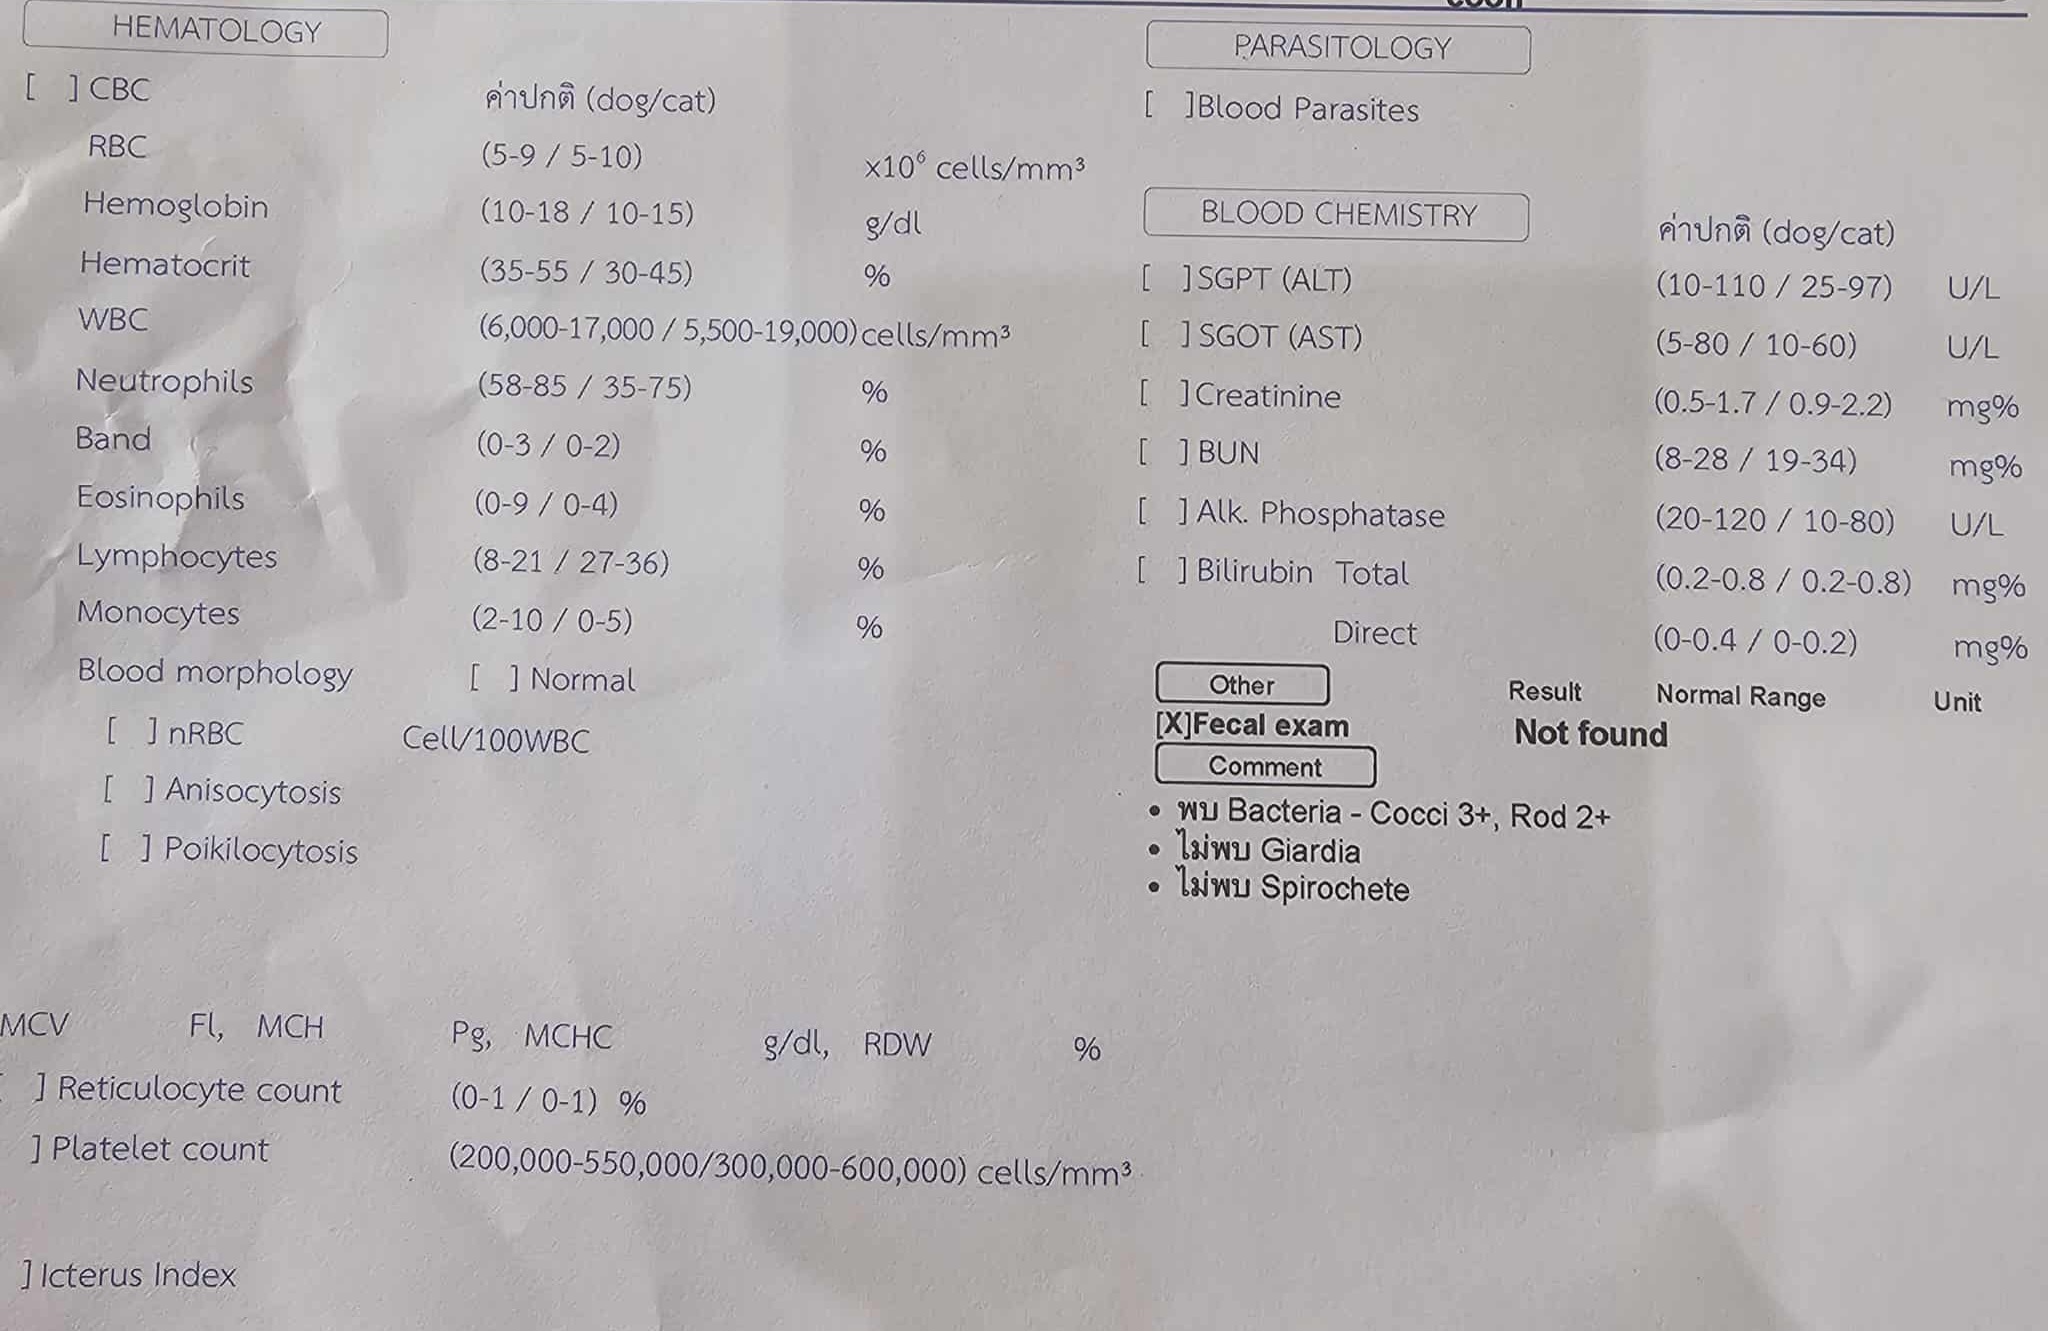 HEMATOLOGY
[ ] CBC ค่าปกติ (dog/cat)
RBC (5-9 / 5-10) x10⁶ cells/mm³
Hemoglobin (10-18 / 10-15) g/dl
Hematocrit (35-55 / 30-45) %
WBC (6,000-17,000 / 5,500-19,000) cells/mm³
Neutrophils (58-85 / 35-75) %
Band (0-3 / 0-2) %
Eosinophils (0-9 / 0-4) %
Lymphocytes (8-21 / 27-36) %
Monocytes (2-10 / 0-5) %
Blood morphology [ ] Normal
[ ] nRBC Cell/100WBC
[ ] Anisocytosis
[ ] Poikilocytosis
MCV Fl, MCH Pg, MCHC g/dl, RDW %
] Reticulocyte count (0-1 / 0-1) %
] Platelet count (200,000-550,000/300,000-600,000) cells/mm³
] Icterus Index
PARASITOLOGY
[ ]Blood Parasites
BLOOD CHEMISTRY ค่าปกติ (dog/cat)
[ ]SGPT (ALT) (10-110 / 25-97) U/L
[ ]SGOT (AST) (5-80 / 10-60) U/L
[ ]Creatinine (0.5-1.7 / 0.9-2.2) mg%
[ ]BUN (8-28 / 19-34) mg%
[ ]Alk. Phosphatase (20-120 / 10-80) U/L
[ ]Bilirubin Total (0.2-0.8 / 0.2-0.8) mg%
Direct (0-0.4 / 0-0.2) mg%
Other Result Normal Range Unit
[X]Fecal exam Not found
Comment
• พบ Bacteria - Cocci 3+, Rod 2+
• ไม่พบ Giardia
• ไม่พบ Spirochete